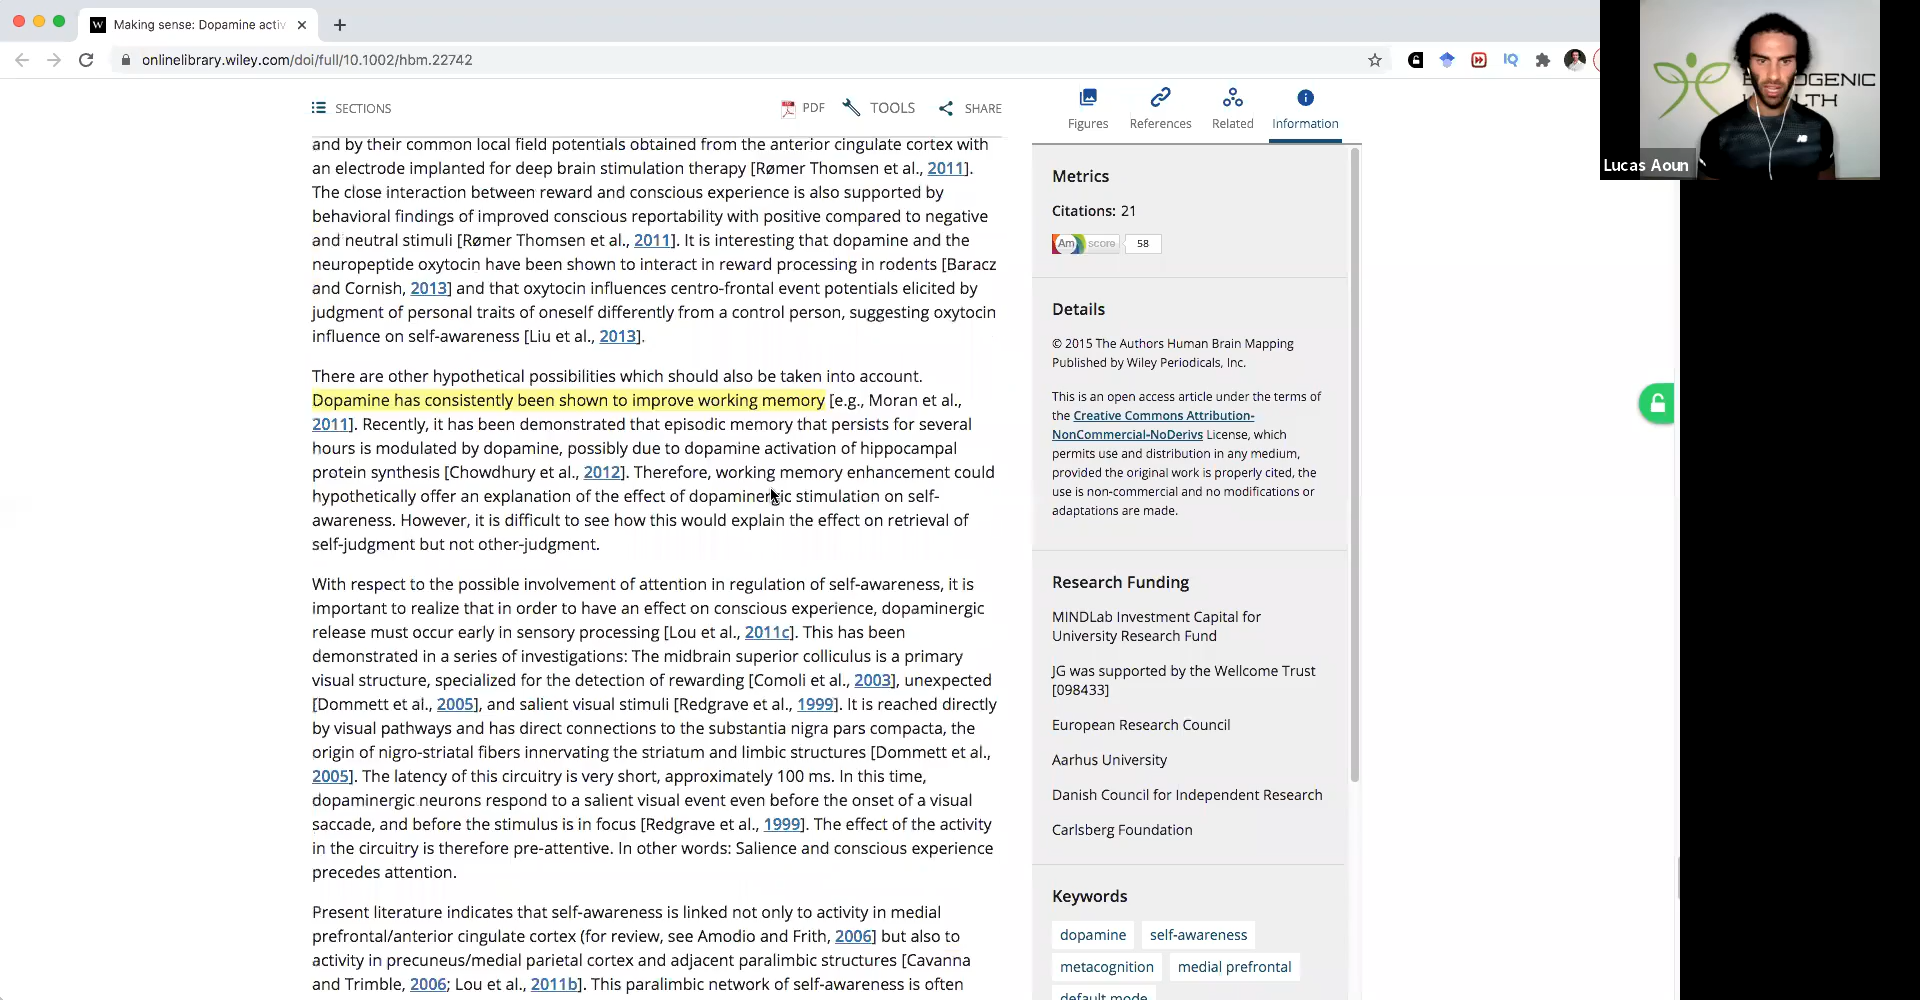 Making sense: Dopamine activ
onlinelibrary.wiley.com/doi/full/10.1002/hbm.22742
SECTIONS
PDF
TOOLS
SHARE
and by their common local field potentials obtained from the anterior cingulate cortex with
an electrode implanted for deep brain stimulation therapy [Rømer Thomsen et al., 2011].
The close interaction between reward and conscious experience is also supported by
behavioral findings of improved conscious reportability with positive compared to negative
and neutral stimuli [Rømer Thomsen et al., 2011]. It is interesting that dopamine and the
neuropeptide oxytocin have been shown to interact in reward processing in rodents [Baracz
and Cornish, 2013] and that oxytocin influences centro-frontal event potentials elicited by
judgment of personal traits of oneself differently from a control person, suggesting oxytocin
influence on self-awareness [Liu et al., 2013].
There are other hypothetical possibilities which should also be taken into account.
Dopamine has consistently been shown to improve working memory [e.g., Moran et al.,
2011]. Recently, it has been demonstrated that episodic memory that persists for several
hours is modulated by dopamine, possibly due to dopamine activation of hippocampal
protein synthesis [Chowdhury et al., 2012]. Therefore, working memory enhancement could
hypothetically offer an explanation of the effect of dopaminergic stimulation on self-
awareness. However, it is difficult to see how this would explain the effect on retrieval of
self-judgment but not other-judgment.
With respect to the possible involvement of attention in regulation of self-awareness, it is
important to realize that in order to have an effect on conscious experience, dopaminergic
release must occur early in sensory processing [Lou et al., 2011c]. This has been
demonstrated in a series of investigations: The midbrain superior colliculus is a primary
visual structure, specialized for the detection of rewarding [Comoli et al., 2003], unexpected
[Dommett et al., 2005], and salient visual stimuli [Redgrave et al., 1999]. It is reached directly
by visual pathways and has direct connections to the substantia nigra pars compacta, the
origin of nigro-striatal fibers innervating the striatum and limbic structures [Dommett et al.,
2005]. The latency of this circuitry is very short, approximately 100 ms. In this time,
dopaminergic neurons respond to a salient visual event even before the onset of a visual
saccade, and before the stimulus is in focus [Redgrave et al., 1999]. The effect of the activity
in the circuitry is therefore pre-attentive. In other words: Salience and conscious experience
precedes attention.
Present literature indicates that self-awareness is linked not only to activity in medial
prefrontal/anterior cingulate cortex (for review, see Amodio and Frith, 2006] but also to
activity in precuneus/medial parietal cortex and adjacent paralimbic structures [Cavanna
and Trimble, 2006; Lou et al., 2011b]. This paralimbic network of self-awareness is often
Figures
References
Related
Information
Metrics
Citations: 21
Am score 58
Details
© 2015 The Authors Human Brain Mapping
Published by Wiley Periodicals, Inc.
This is an open access article under the terms of
the Creative Commons Attribution-
NonCommercial-NoDerivs License, which
permits use and distribution in any medium,
provided the original work is properly cited, the
use is non-commercial and no modifications or
adaptations are made.
Research Funding
MINDLab Investment Capital for
University Research Fund
JG was supported by the Wellcome Trust
[098433]
European Research Council
Aarhus University
Danish Council for Independent Research
Carlsberg Foundation
Keywords
dopamine
self-awareness
metacognition
medial prefrontal
default mode
Lucas Aoun